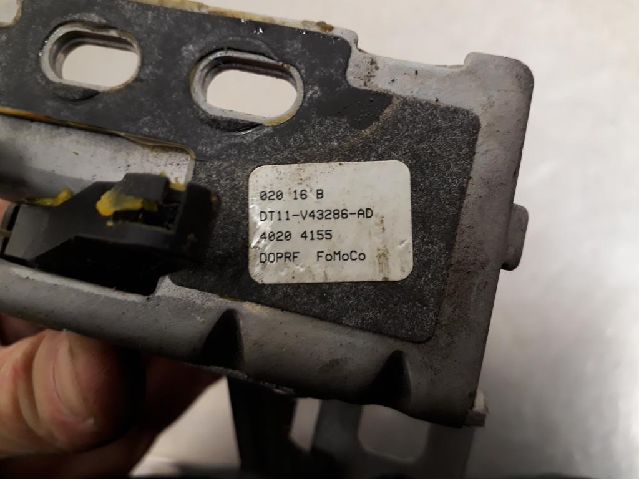 020 16 B
DT11-V43286-AD
4020 4155
DOPRF FoMoCo